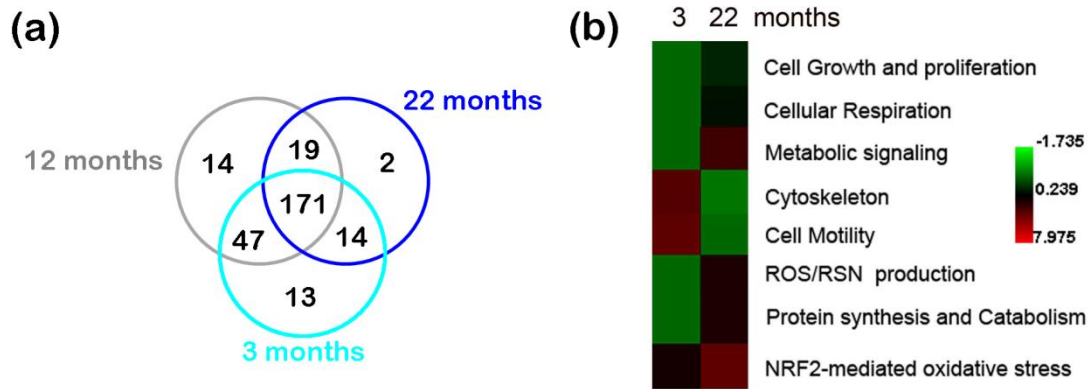 (a)
22 months
12 months
14
19
2
171
47
14
13
3 months
(b)
3 22 months
Cell Growth and proliferation
Cellular Respiration
Metabolic signaling
Cytoskeleton
Cell Motility
ROS/RSN production
Protein synthesis and Catabolism
NRF2-mediated oxidative stress
-1.735
0.239
7.975